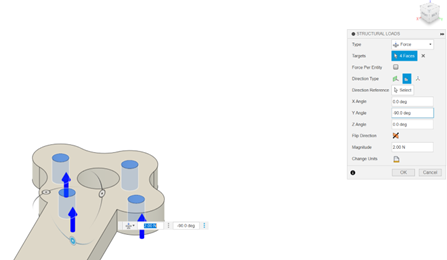 STRUCTURAL LOADS
Type Force
Targets 4 Faces
Force Per Entity
Direction Type
Direction Reference Select
X Angle 0.0 deg
Y Angle -90.0 deg
Z Angle 0.0 deg
Flip Direction
Magnitude 2.00 N
Change Units
OK Cancel
-90.0 deg